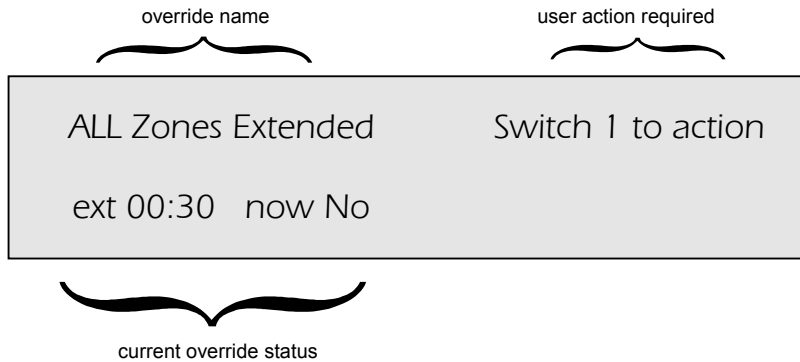 override name
user action required
ALL Zones Extended
Switch 1 to action
ext 00:30 now No
current override status